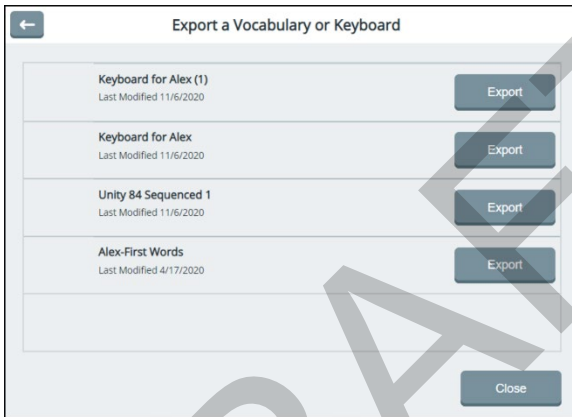 Export a Vocabulary or Keyboard
Keyboard for Alex (1)
Last Modified 11/6/2020
Export
Keyboard for Alex
Last Modified 11/6/2020
Export
Unity 84 Sequenced 1
Last Modified 11/6/2020
Export
Alex-First Words
Last Modified 4/17/2020
Export
Close